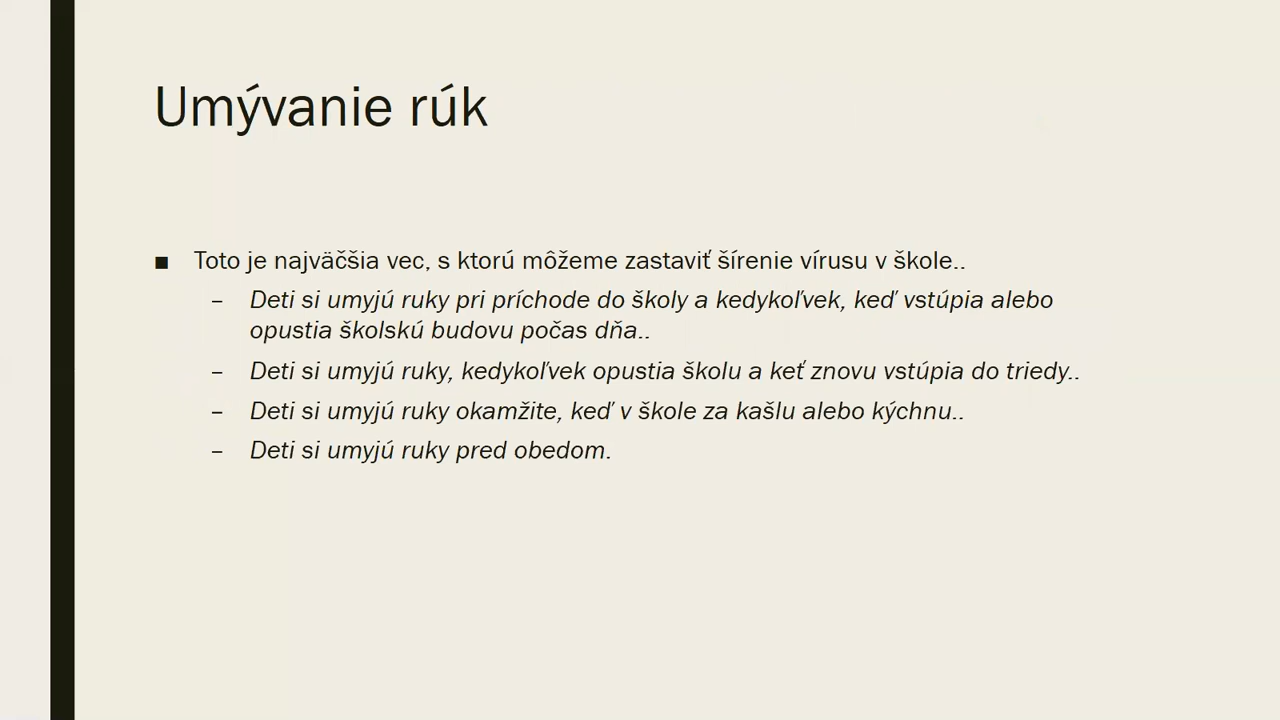 Umývanie rúk
■ Toto je najväčšia vec, s ktorú môžeme zastaviť šírenie vírusu v škole..
– Deti si umyjú ruky pri príchode do školy a kedykoľvek, keď vstúpia alebo
opustia školskú budovu počas dňa..
– Deti si umyjú ruky, kedykoľvek opustia školu a keť znovu vstúpia do triedy..
– Deti si umyjú ruky okamžite, keď v škole za kašlu alebo kýchnu..
– Deti si umyjú ruky pred obedom.